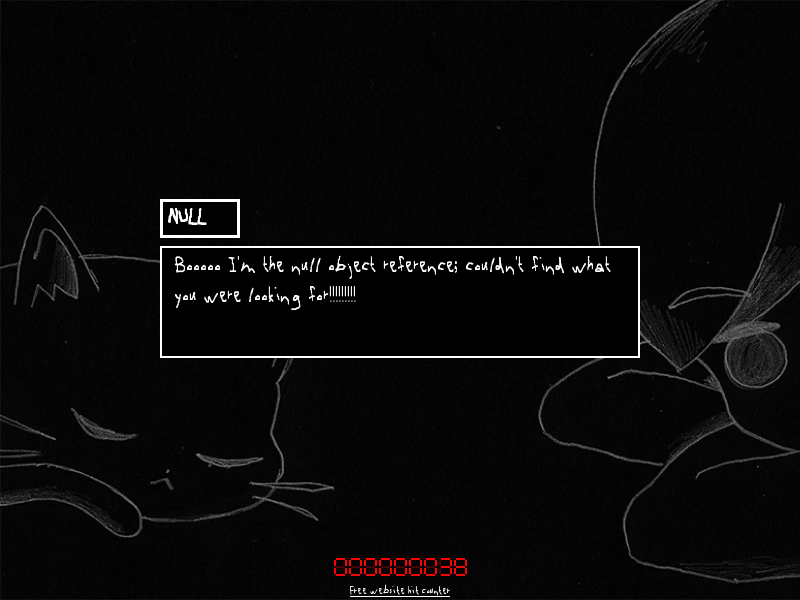 NULL
Booooo I'm the null object reference; couldn't find what
you were looking for!!!!!!!!!
000000038
Free website hit counter